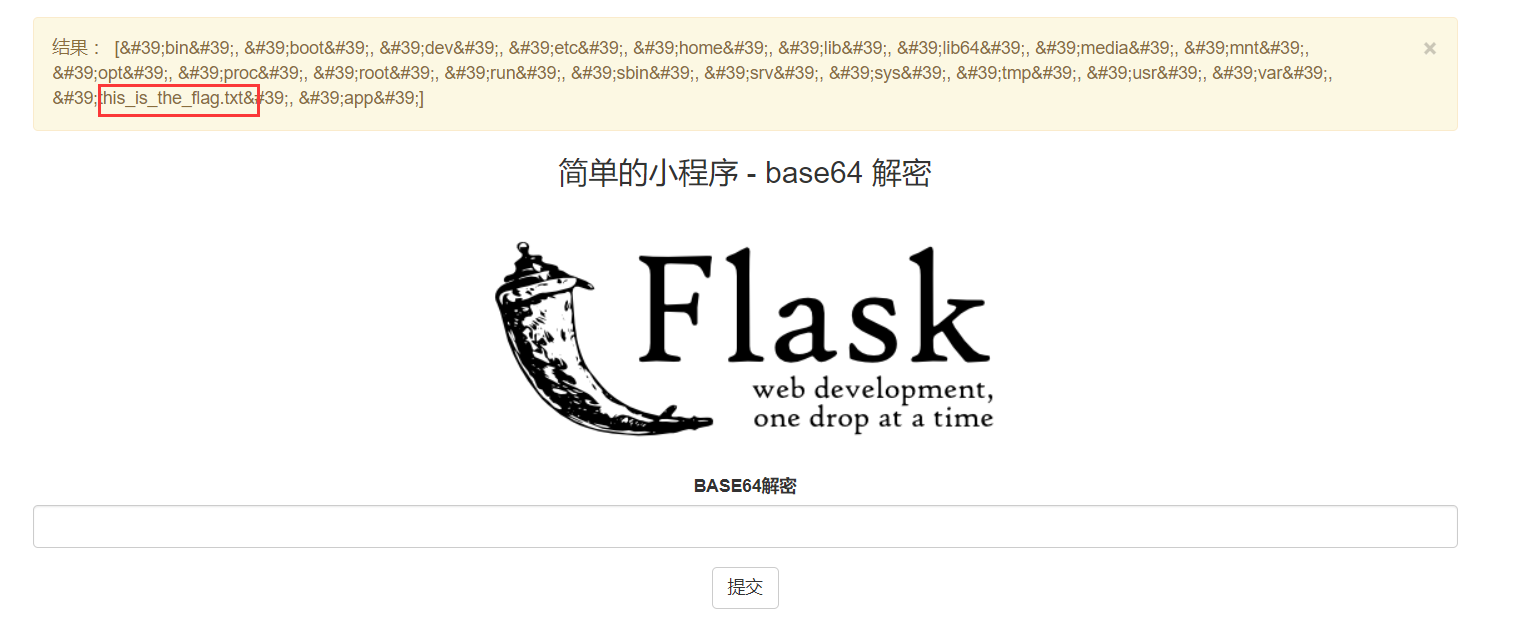 结果： [&#39;bin&#39;, &#39;boot&#39;, &#39;dev&#39;, &#39;etc&#39;, &#39;home&#39;, &#39;lib&#39;, &#39;lib64&#39;, &#39;media&#39;, &#39;mnt&#39;, ×
&#39;opt&#39;, &#39;proc&#39;, &#39;root&#39;, &#39;run&#39;, &#39;sbin&#39;, &#39;srv&#39;, &#39;sys&#39;, &#39;tmp&#39;, &#39;usr&#39;, &#39;var&#39;,
&#39;this_is_the_flag.txt&#39;, &#39;app&#39;]
简单的小程序 - base64 解密
Flask
web development,
one drop at a time
BASE64解密
提交